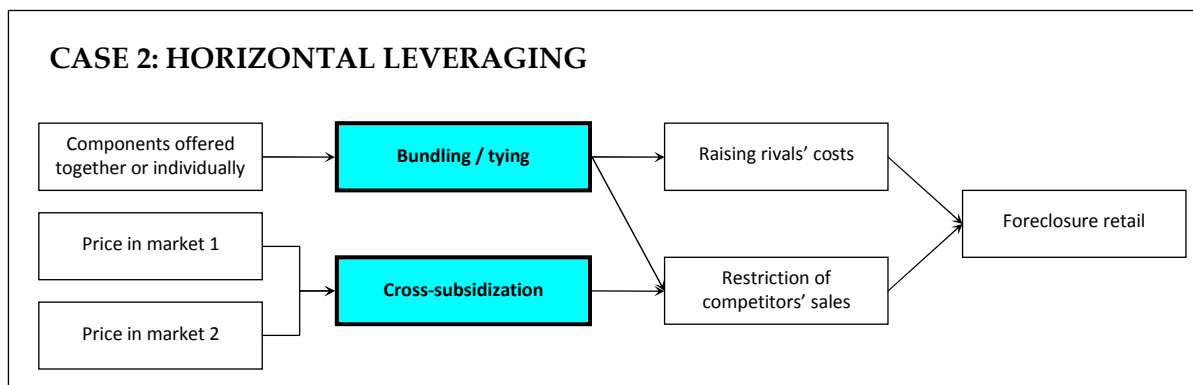 CASE 2: HORIZONTAL LEVERAGING
Components offered
together or individually
Bundling / tying
Raising rivals’ costs
Foreclosure retail
Price in market 1
Cross-subsidization
Restriction of
competitors’ sales
Price in market 2